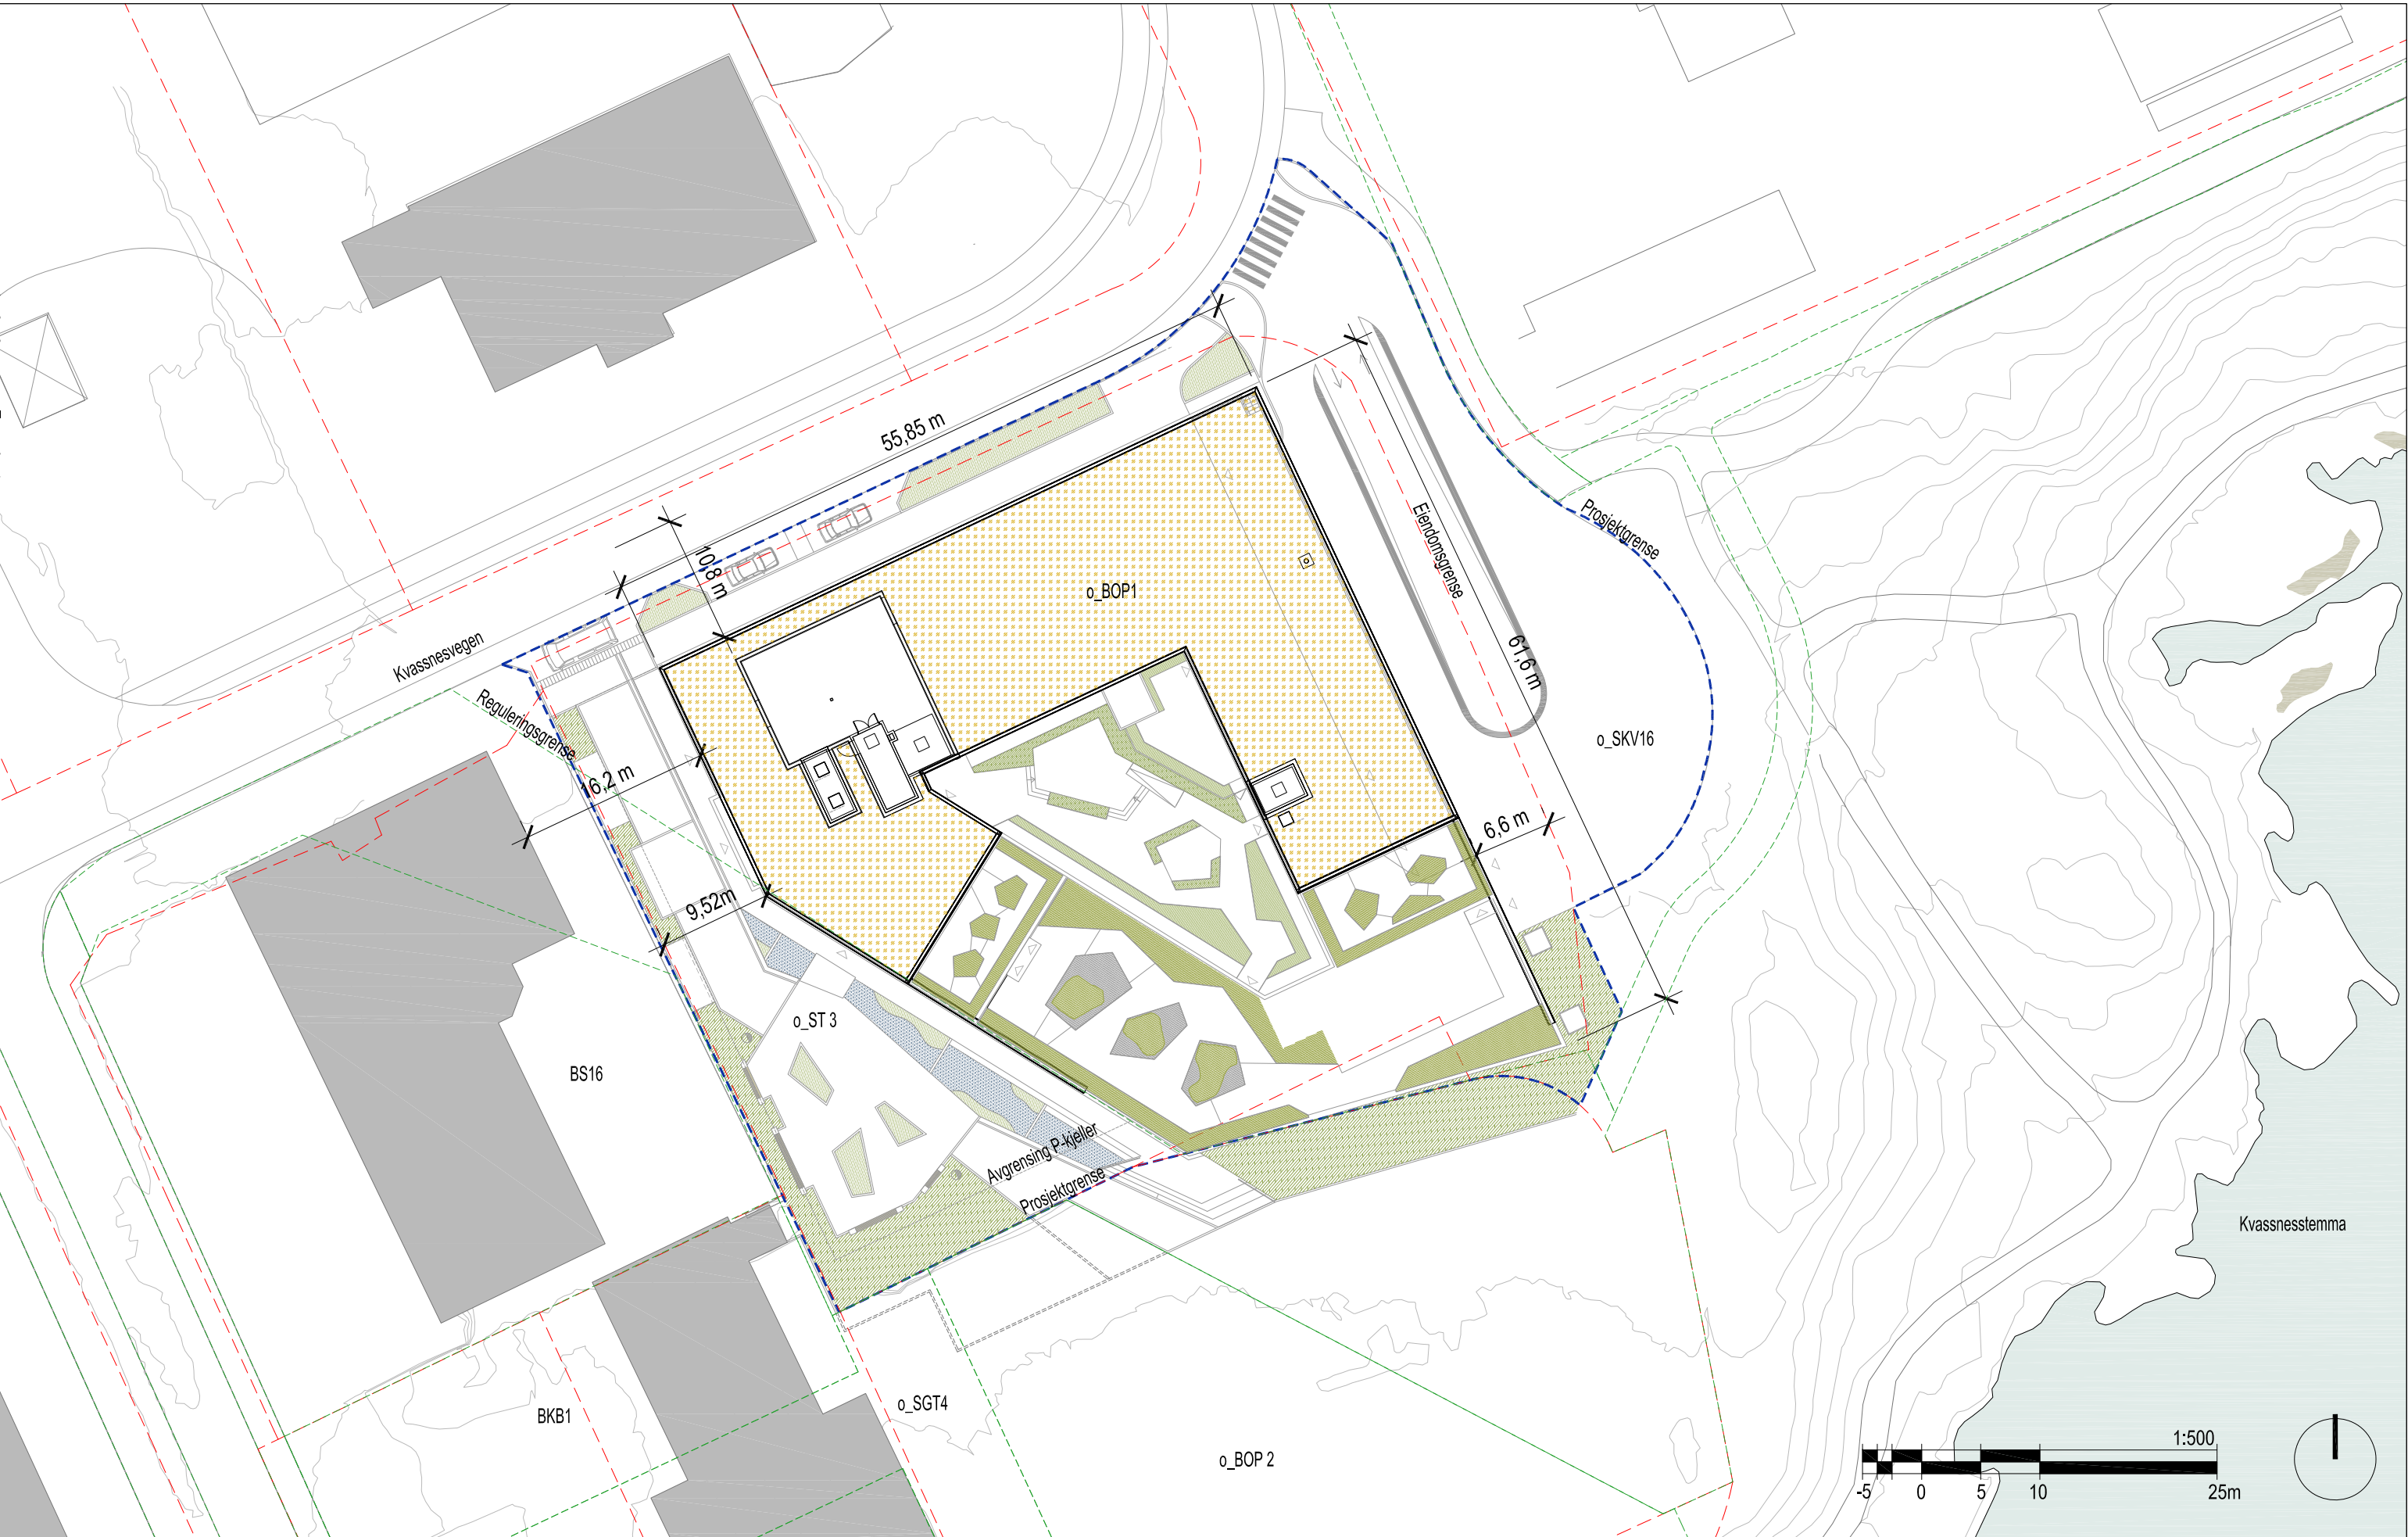 55,85 m
10,8 m
Eiendomsgrense
Prosjektgrense
o_BOP1
Kvassnesvegen
Reguleringsgrense
61,6 m
o_SKV16
16,2 m
6,6 m
9,52m
o_ST 3
BS16
Avgrensing P-kjeller
Prosjektgrense
Kvassnesstemma
o_SGT4
BKB1
o_BOP 2
1:500
-5 0 5 10 25m